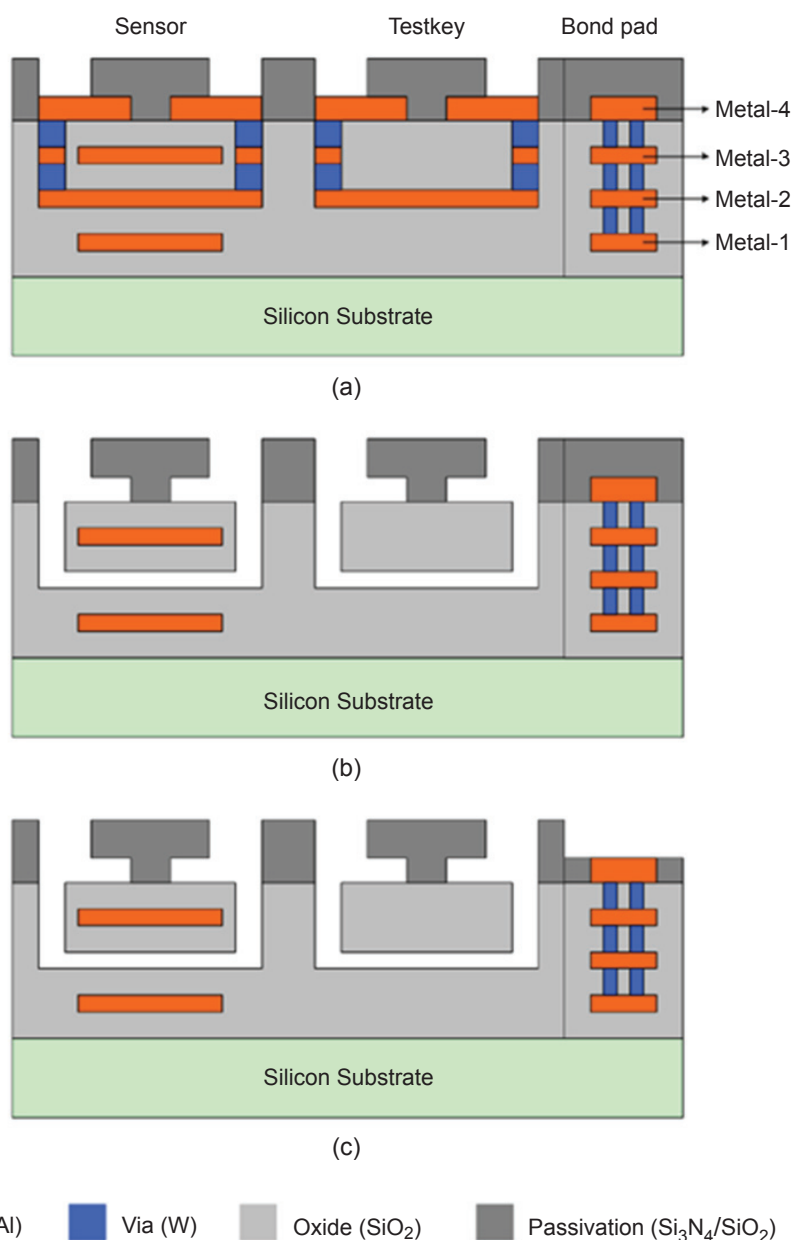 Sensor Testkey Bond pad
Metal-4
Metal-3
Metal-2
Metal-1
Silicon Substrate
(a)
Silicon Substrate
(b)
Silicon Substrate
(c)
Al) Via (W) Oxide (SiO₂) Passivation (Si₃N₄/SiO₂)